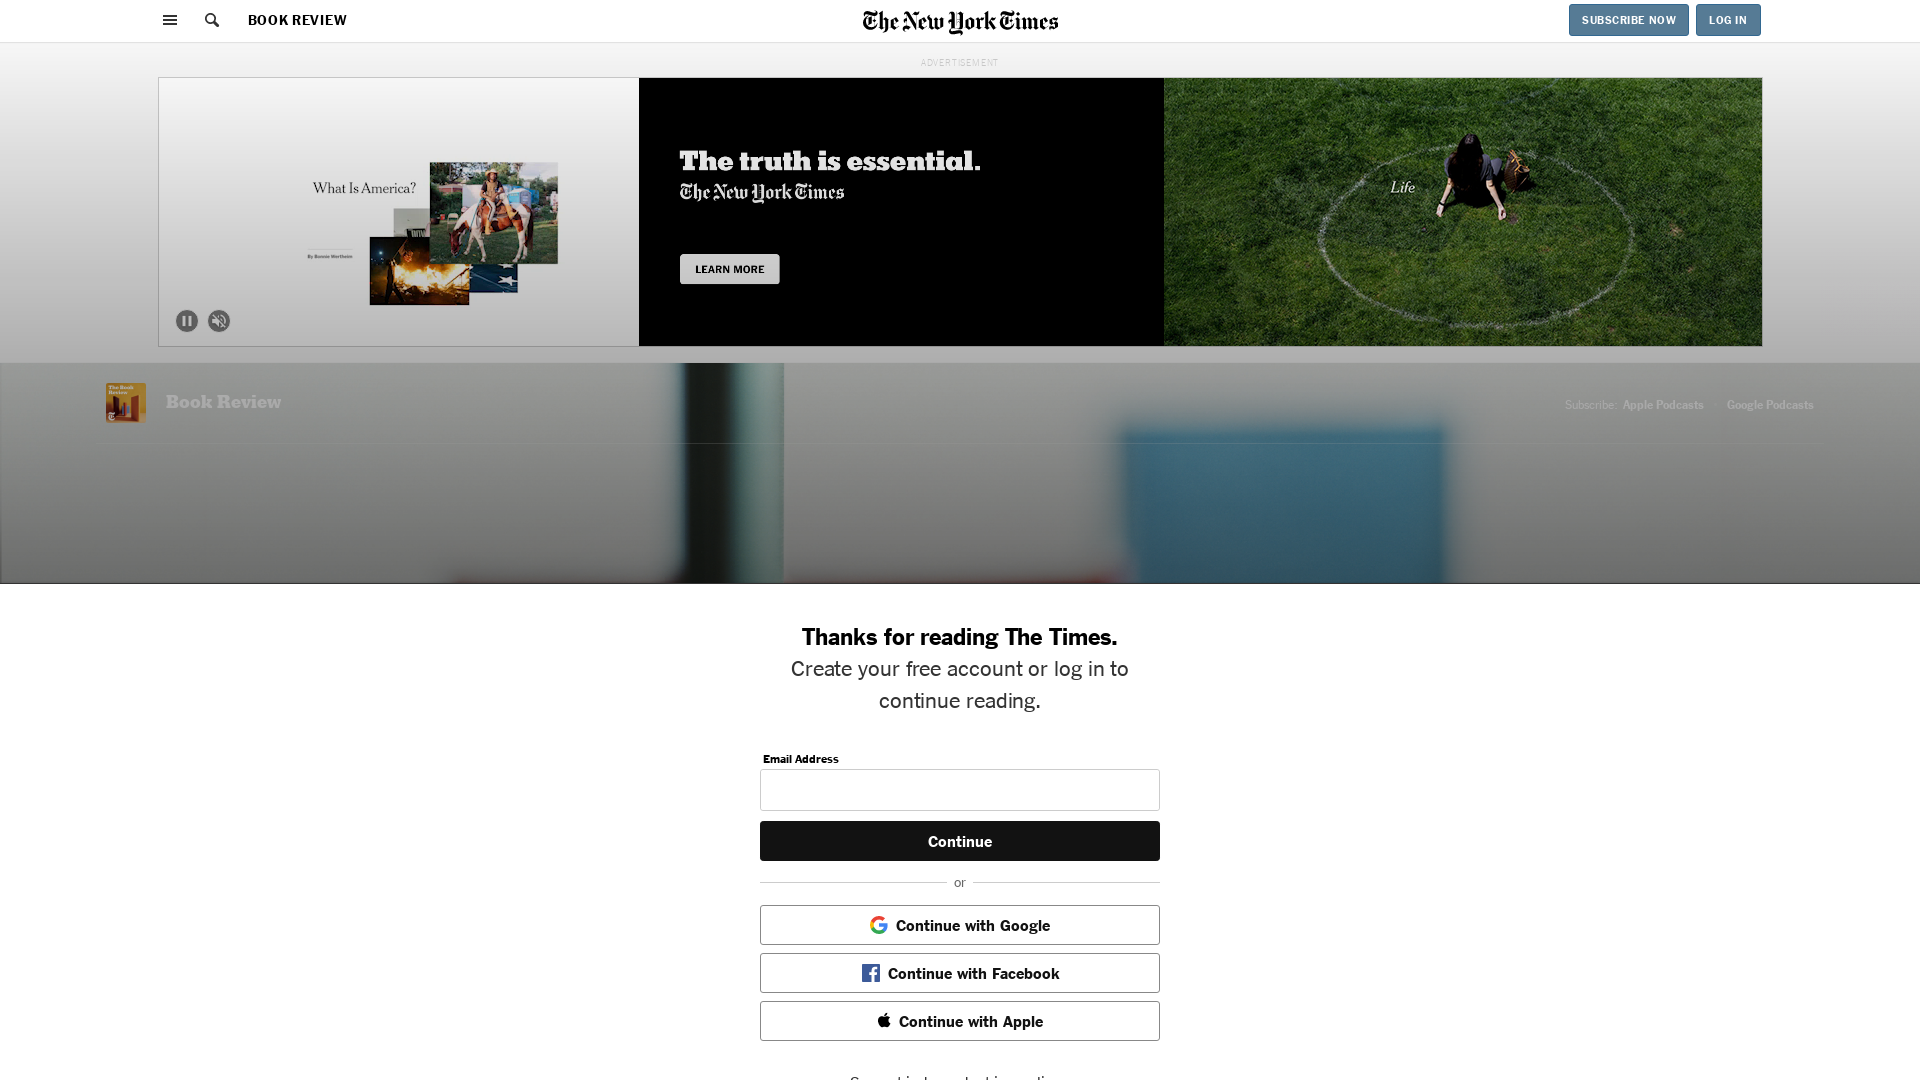 BOOK REVIEW
The New York Times
SUBSCRIBE NOW
LOG IN
ADVERTISEMENT
What Is America?
By Bonnie Wertheim
The truth is essential.
The New York Times
LEARN MORE
Life
The Book
Review
Book Review
Subscribe: Apple Podcasts
Google Podcasts
Thanks for reading The Times.
Create your free account or log in to
continue reading.
Email Address
Continue
or
Continue with Google
Continue with Facebook
Continue with Apple